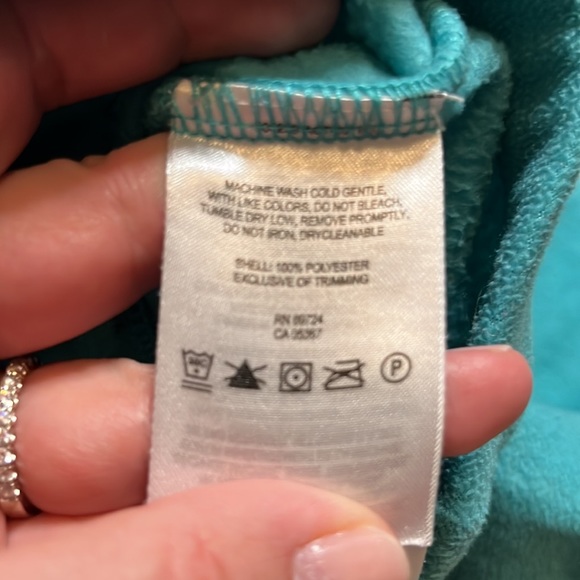 MACHINE WASH COLD GENTLE,
WITH LIKE COLORS, DO NOT BLEACH,
TUMBLE DRY LOW, REMOVE PROMPTLY,
DO NOT IRON, DRYCLEANABLE
SHELL: 100% POLYESTER
EXCLUSIVE OF TRIMMING
RN 89724
CA 05367
P